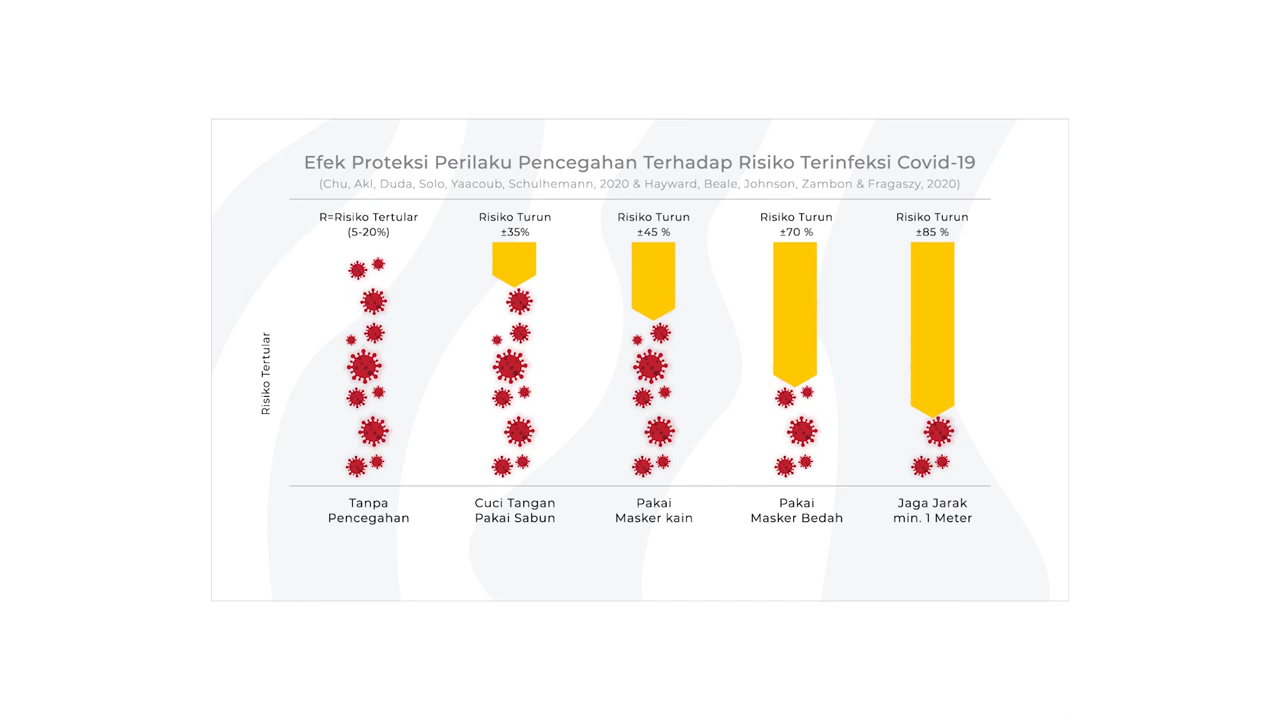 Efek Proteksi Perilaku Pencegahan Terhadap Risiko Terinfeksi Covid-19
(Chu, Akl, Duda, Solo, Yaacoub, Schulhemann, 2020 & Hayward, Beale, Johnson, Zambon & Fragaszy, 2020)
R=Risiko Tertular
(5-20%)
Risiko Turun
±35%
Risiko Turun
±45 %
Risiko Turun
±70 %
Risiko Turun
±85 %
Risiko Tertular
Tanpa
Pencegahan
Cuci Tangan
Pakai Sabun
Pakai
Masker kain
Pakai
Masker Bedah
Jaga Jarak
min. 1 Meter